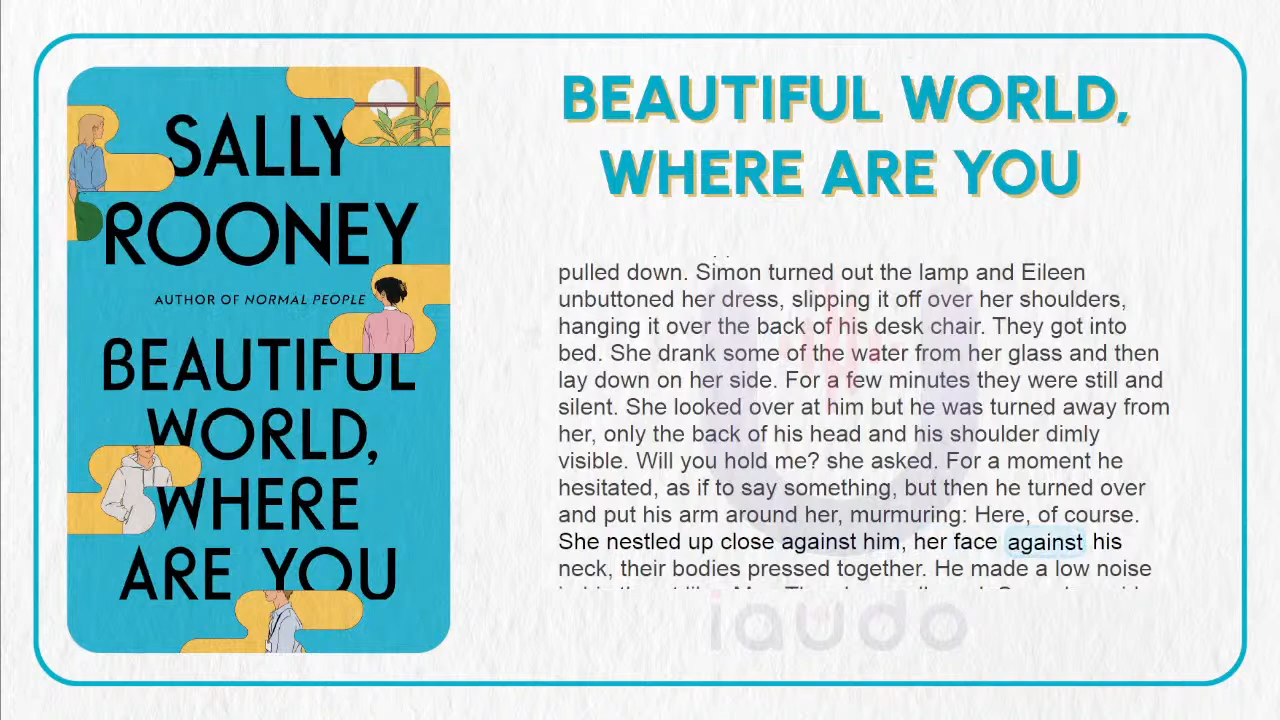 SALLY
ROONEY
AUTHOR OF NORMAL PEOPLE
BEAUTIFUL
WORLD,
WHERE
ARE YOU
BEAUTIFUL WORLD,
WHERE ARE YOU
pulled down. Simon turned out the lamp and Eileen
unbuttoned her dress, slipping it off over her shoulders,
hanging it over the back of his desk chair. They got into
bed. She drank some of the water from her glass and then
lay down on her side. For a few minutes they were still and
silent. She looked over at him but he was turned away from
her, only the back of his head and his shoulder dimly
visible. Will you hold me? she asked. For a moment he
hesitated, as if to say something, but then he turned over
and put his arm around her, murmuring: Here, of course.
She nestled up close against him, her face against his
neck, their bodies pressed together. He made a low noise
iaudo